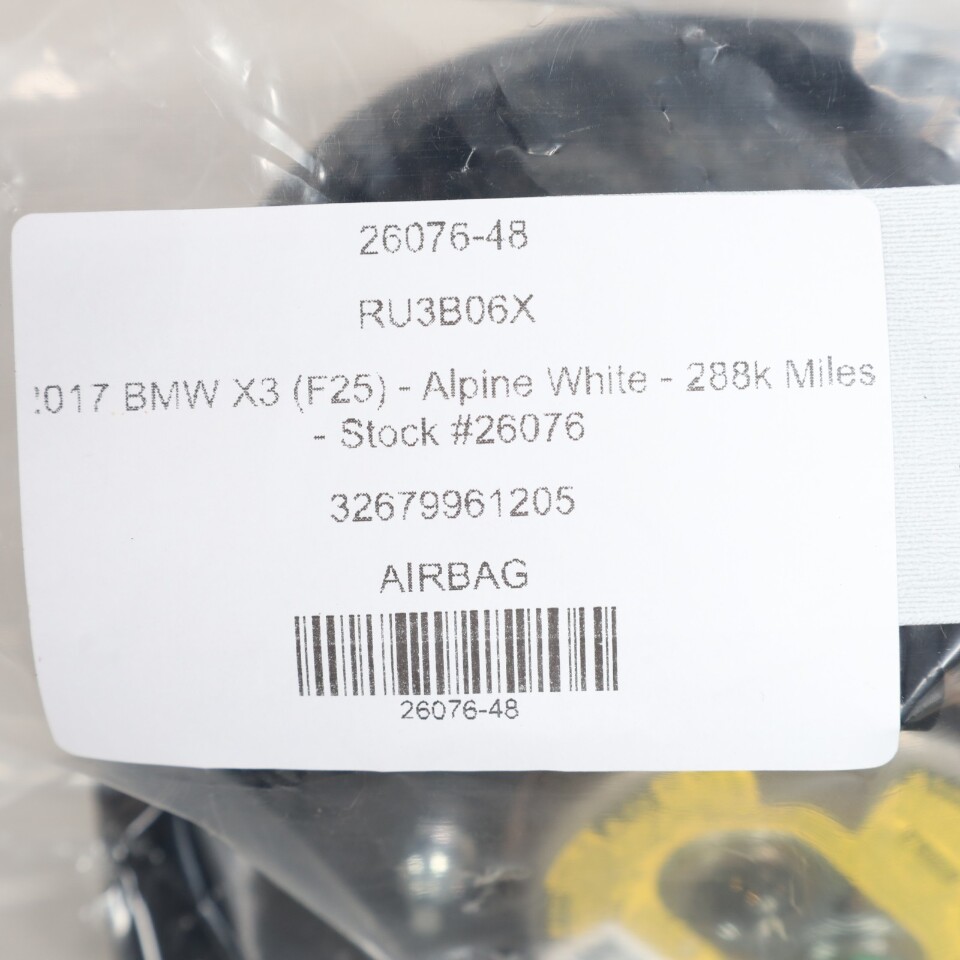 26076-48
RU3B06X
2017 BMW X3 (F25) - Alpine White - 288k Miles
- Stock #26076
32679961205
AIRBAG
26076-48